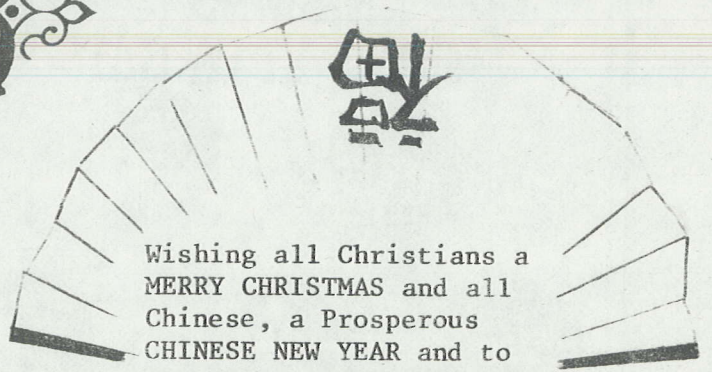 Wishing all Christians a
MERRY CHRISTMAS and all
Chinese, a Prosperous
CHINESE NEW YEAR and to